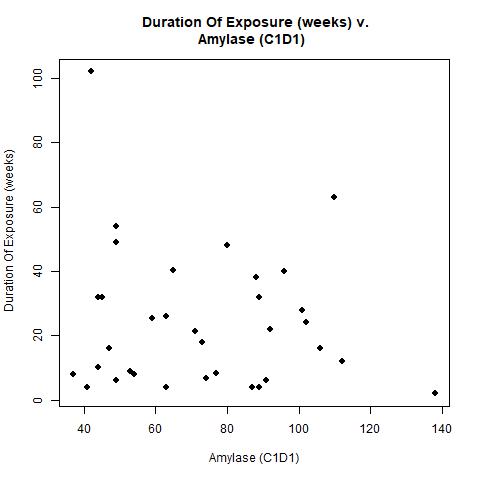 Duration Of Exposure (weeks) v.
Amylase (C1D1)
Duration Of Exposure (weeks)
100
80
60
40
20
0
40 60 80 100 120 140
Amylase (C1D1)